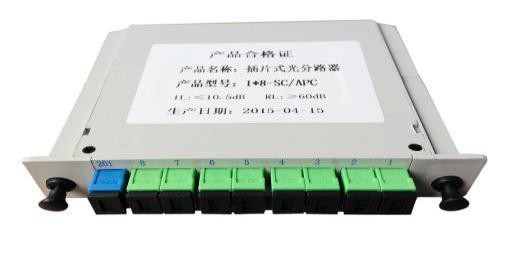 产品合格证
产品名称：插片式光分路器
产品型号：1*8-SC/APC
IL:≤10.5dB RL:≥60dB
生产日期：2015-04-15
201 8 7 6 5 4 3 2 1